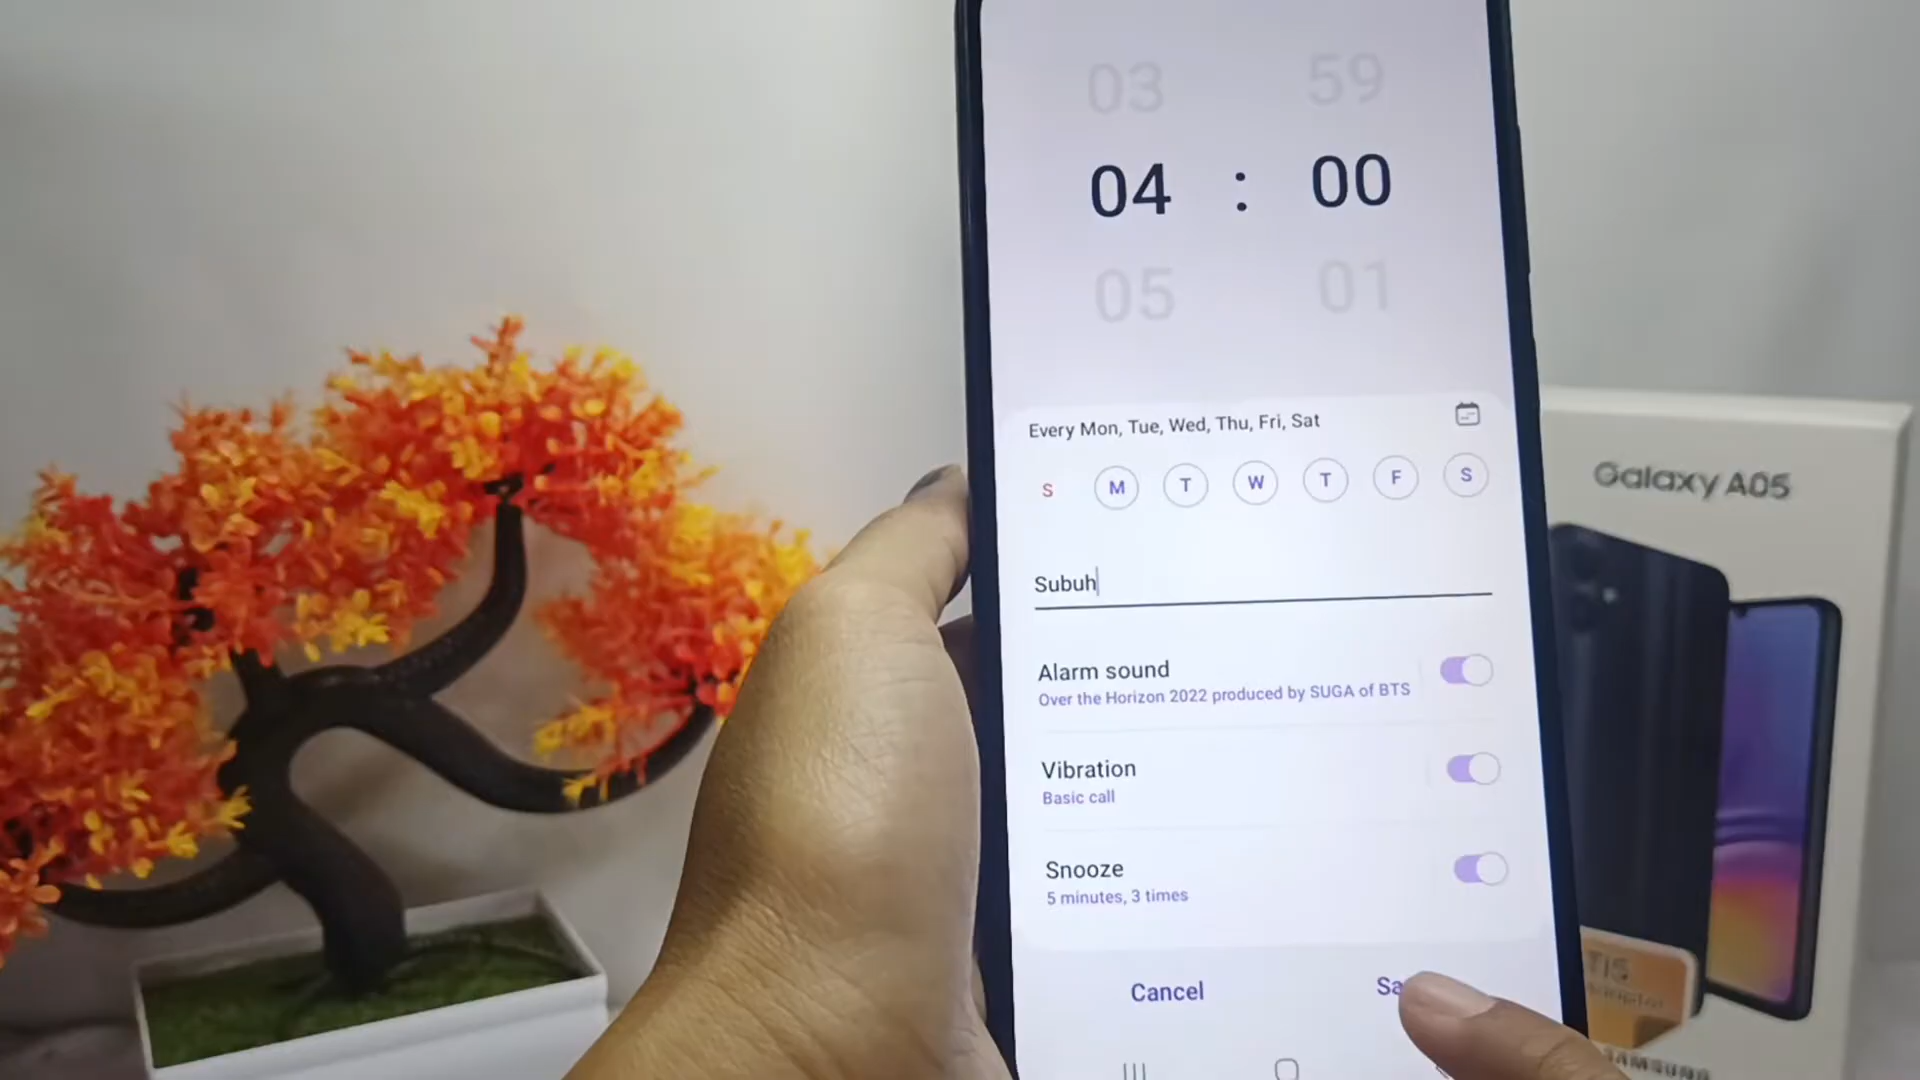 03 59
04 : 00
05 01
Every Mon, Tue, Wed, Thu, Fri, Sat
S M T W T F S
Subuh
Alarm sound
Over the Horizon 2022 produced by SUGA of BTS
Vibration
Basic call
Snooze
5 minutes, 3 times
Cancel
Galaxy A05
SAMSUNG